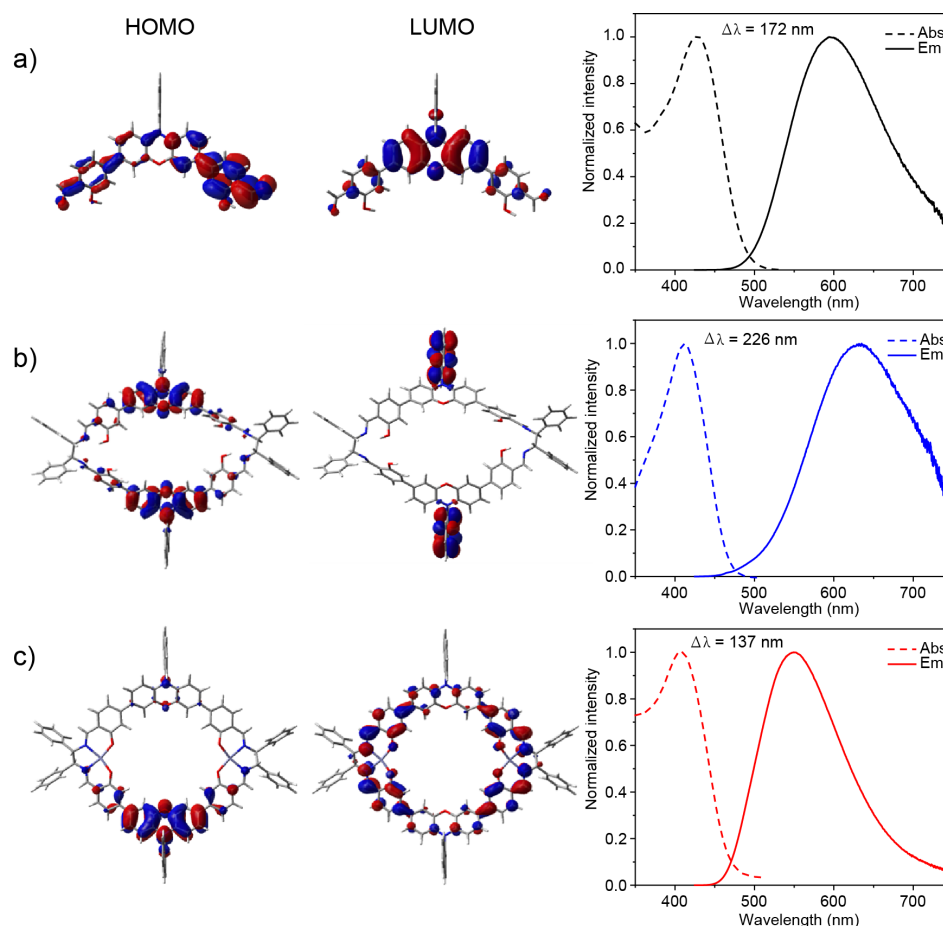 HOMO LUMO
a)
Δλ = 172 nm
Abs
Em
1.0
0.8
0.6
0.4
0.2
0.0
Normalized intensity
400 500 600 700
Wavelength (nm)
b)
Δλ = 226 nm
Abs
Em
1.0
0.8
0.6
0.4
0.2
0.0
Normalized intensity
400 500 600 700
Wavelength (nm)
c)
Δλ = 137 nm
Abs
Em
1.0
0.8
0.6
0.4
0.2
0.0
Normalized intensity
400 500 600 700
Wavelength (nm)